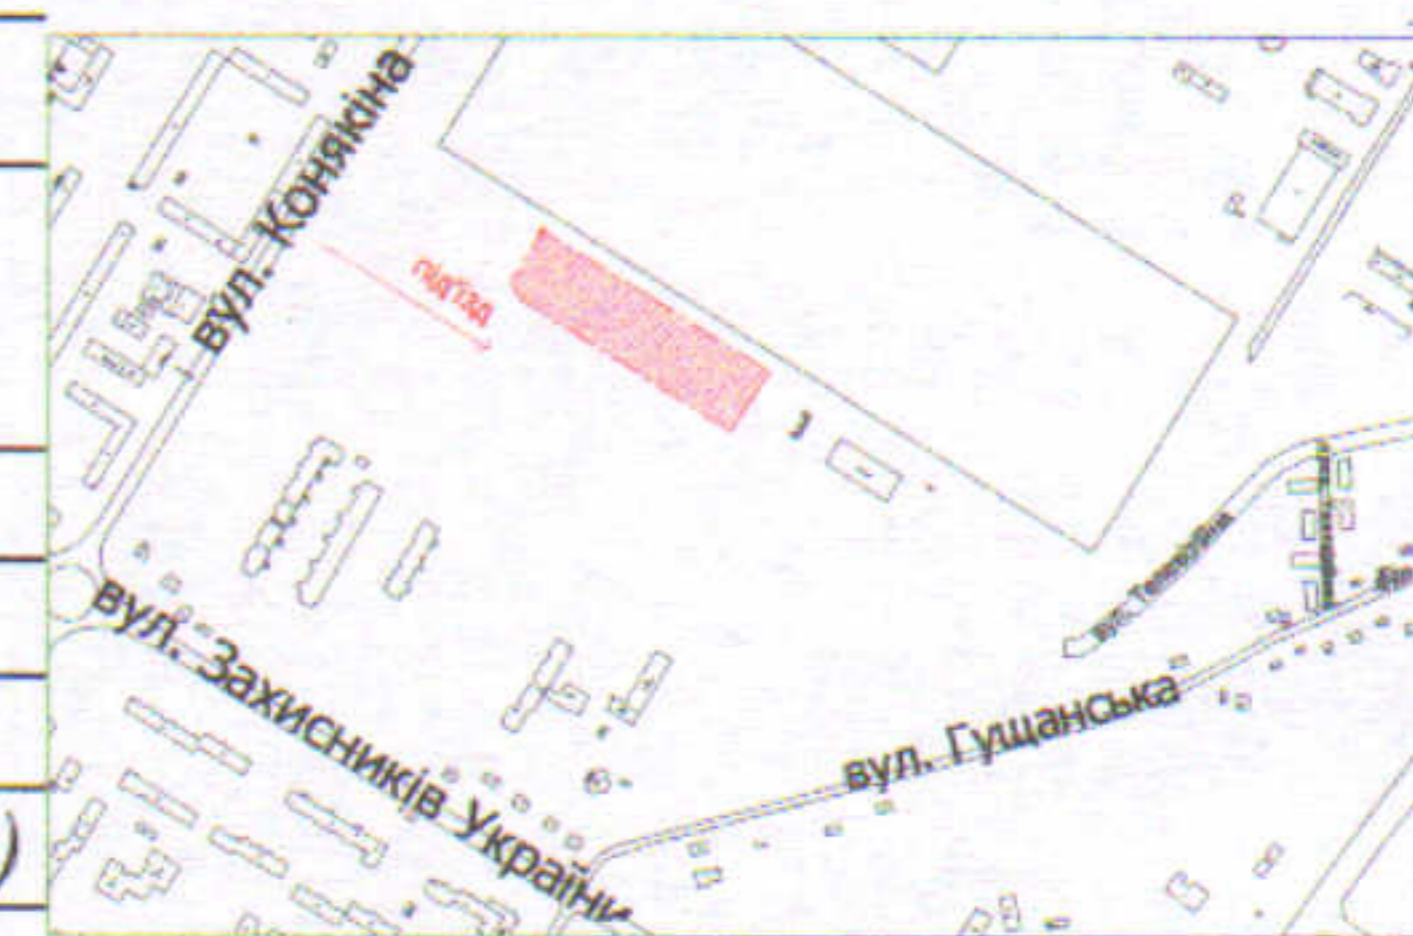 вул. Конякіна
під'їзд
вул. Захисників України
вул. Гущанська